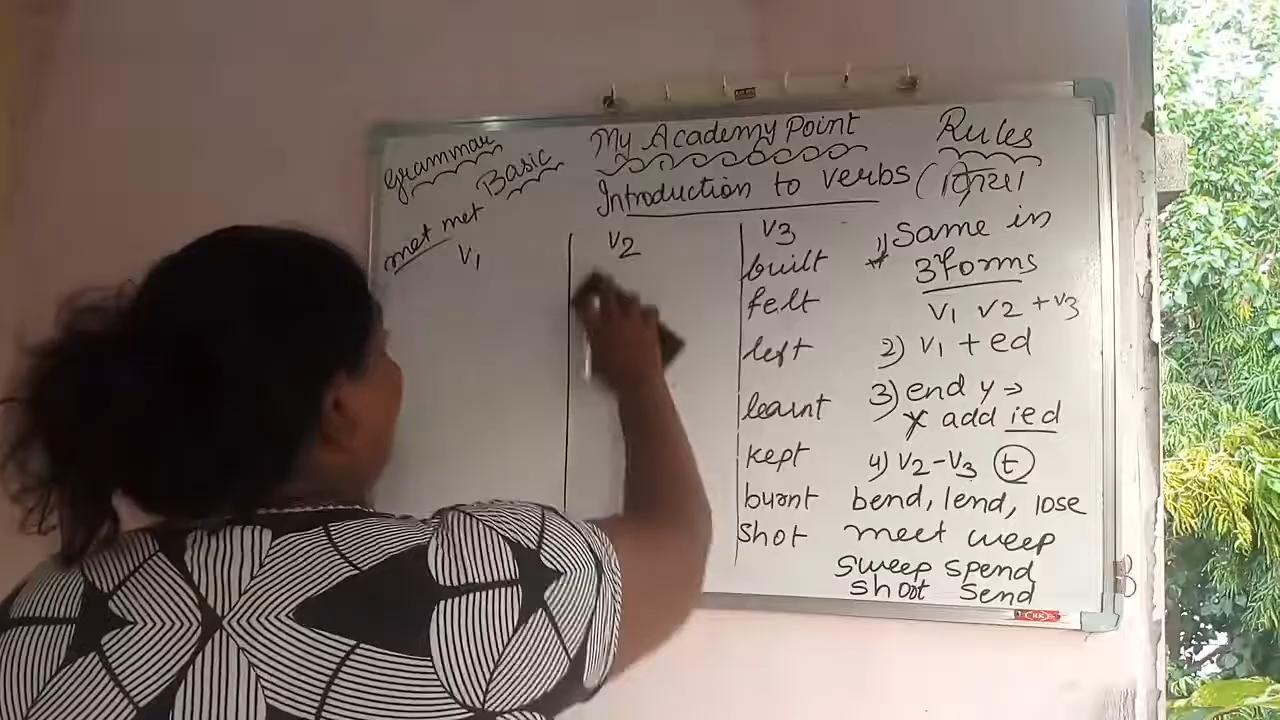 Grammar
Basic
met met
My Academy Point
Introduction to verbs (क्रिया)
Rules
V1
V2
V3
built
felt
left
learnt
kept
burnt
shot
1) Same in
3 Forms
V1 V2 + V3
2) V1 + ed
3) end y ⇒
add ied
4) V2 - V3 t
bend, lend, lose
meet weep
sweep spend
shoot send